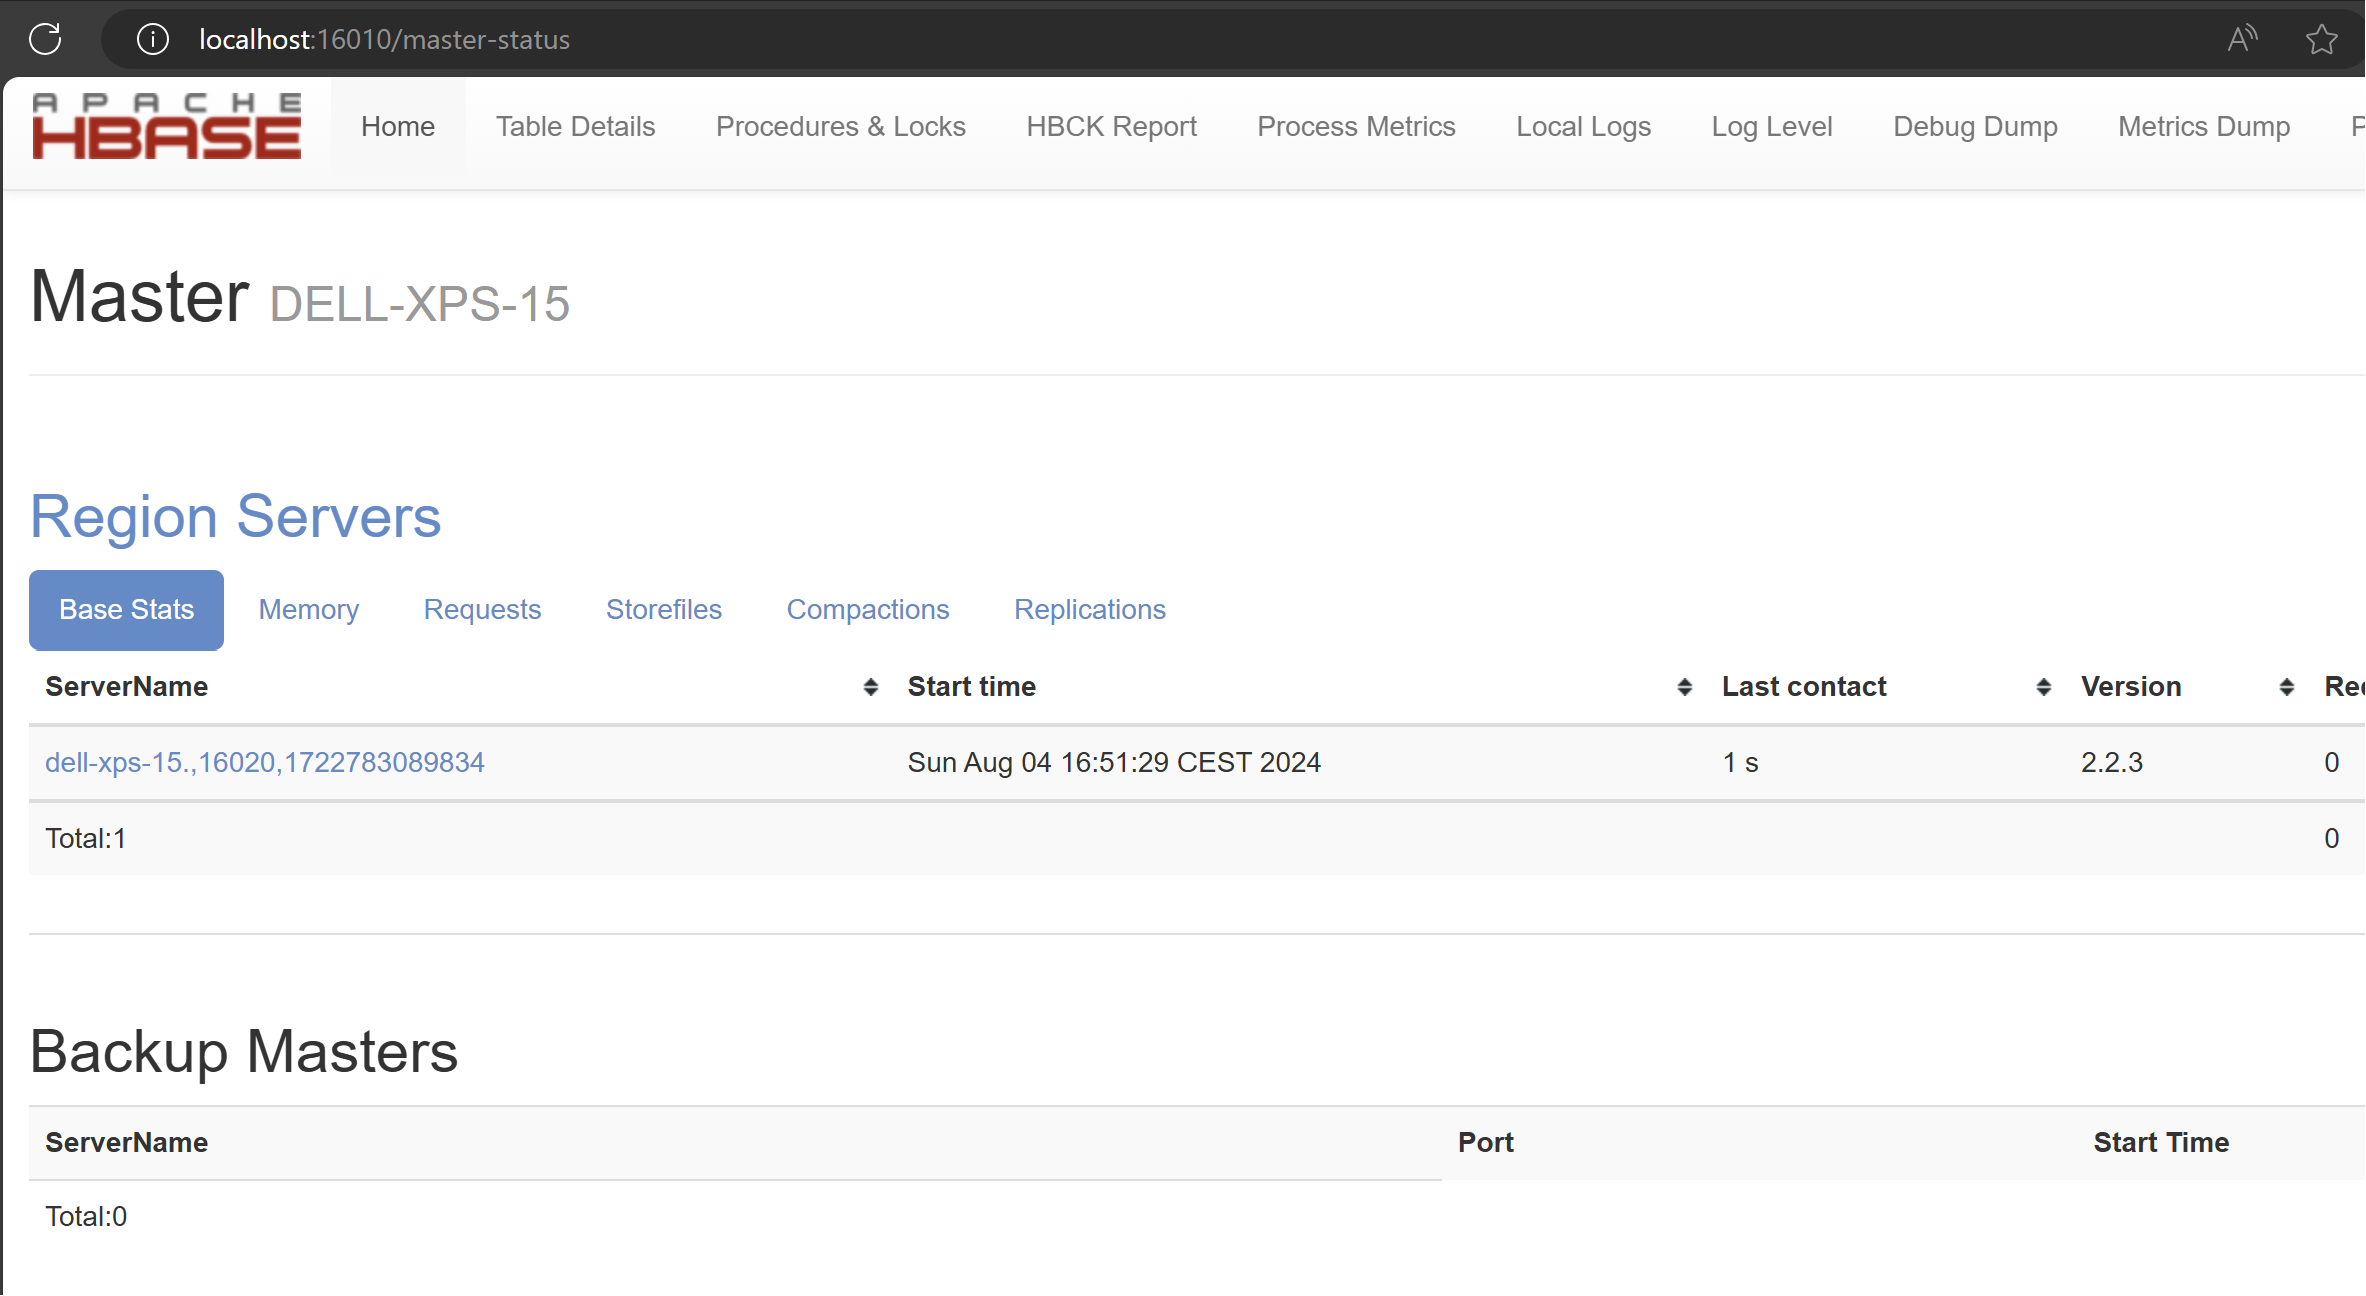 localhost:16010/master-status
APACHE
HBASE
Home Table Details Procedures & Locks HBCK Report Process Metrics Local Logs Log Level Debug Dump Metrics Dump
Master DELL-XPS-15
Region Servers
Base Stats Memory Requests Storefiles Compactions Replications
ServerName Start time Last contact Version
dell-xps-15.,16020,1722783089834 Sun Aug 04 16:51:29 CEST 2024 1 s 2.2.3 0
Total:1 0
Backup Masters
ServerName Port Start Time
Total:0